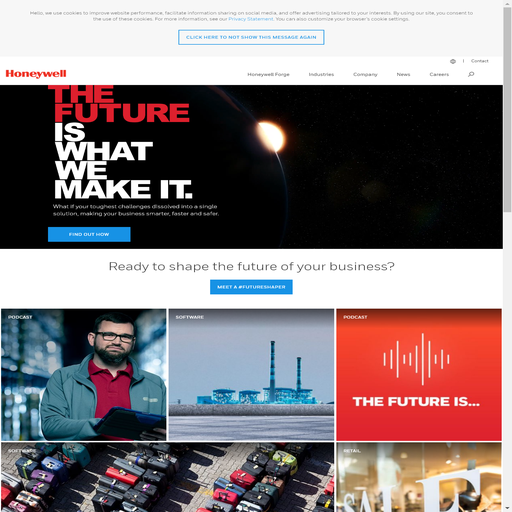 Hello, we use cookies to improve website performance, facilitate information sharing on social media, and offer advertising tailored to your interests. By using our site, you consent to
the use of these cookies. For more information, see our Privacy Statement. You can also customize your browser's cookie settings.
CLICK HERE TO NOT SHOW THIS MESSAGE AGAIN
| Contact
Honeywell
Honeywell Forge Industries Company News Careers
THE
FUTURE
IS
WHAT
WE
MAKE IT.
What if your toughest challenges dissolved into a single
solution, making your business smarter, faster and safer.
FIND OUT HOW
Ready to shape the future of your business?
MEET A #FUTURESHAPER
PODCAST SOFTWARE PODCAST
THE FUTURE IS...
SOFTWARE RETAIL
SALE